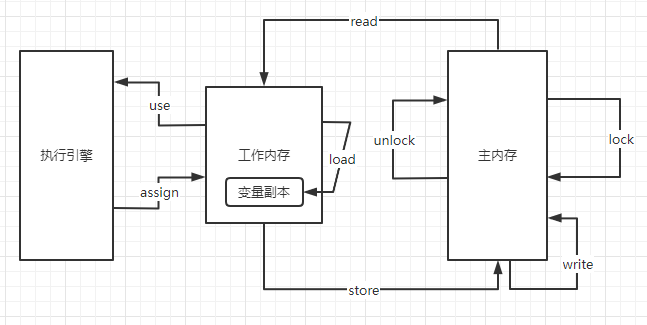 read
use
执行引擎
assign
工作内存
变量副本
load
unlock
主内存
lock
store
write